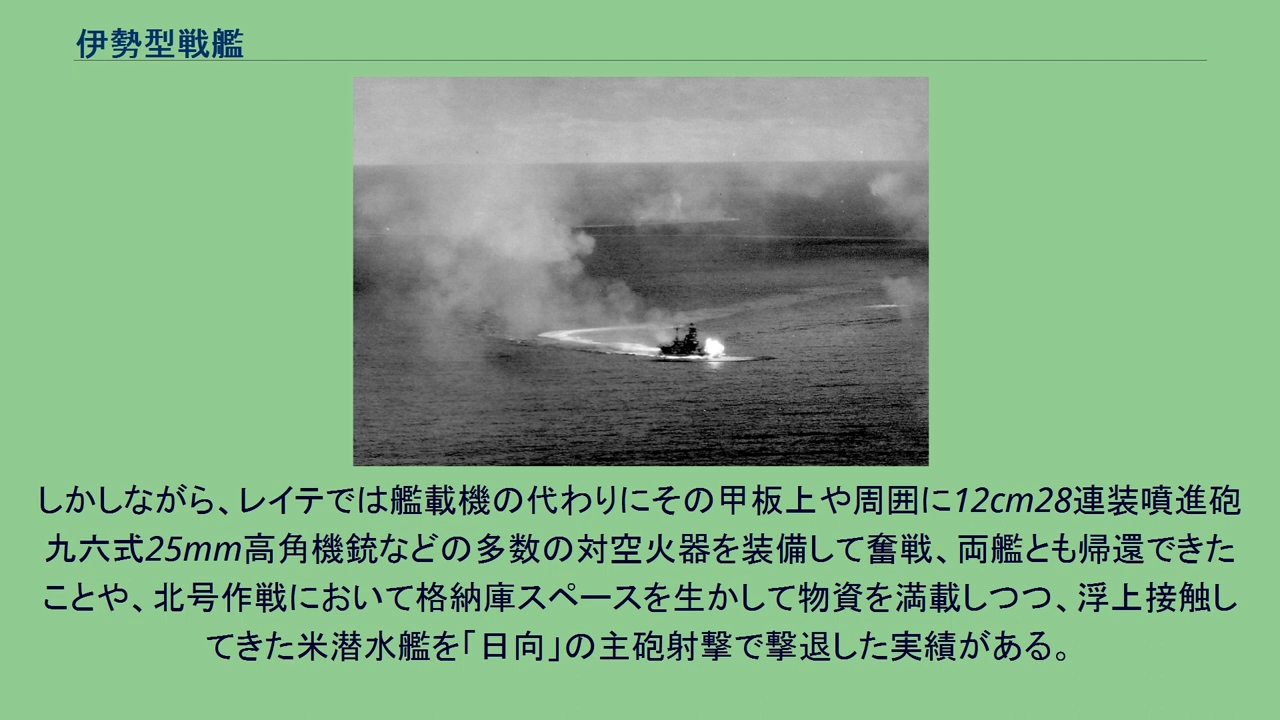 伊勢型戦艦
しかしながら、レイテでは艦載機の代わりにその甲板上や周囲に12cm28連装噴進砲
九六式25mm高角機銃などの多数の対空火器を装備して奮戦、両艦とも帰還できた
ことや、北号作戦において格納庫スペースを生かして物資を満載しつつ、浮上接触し
てきた米潜水艦を「日向」の主砲射撃で撃退した実績がある。